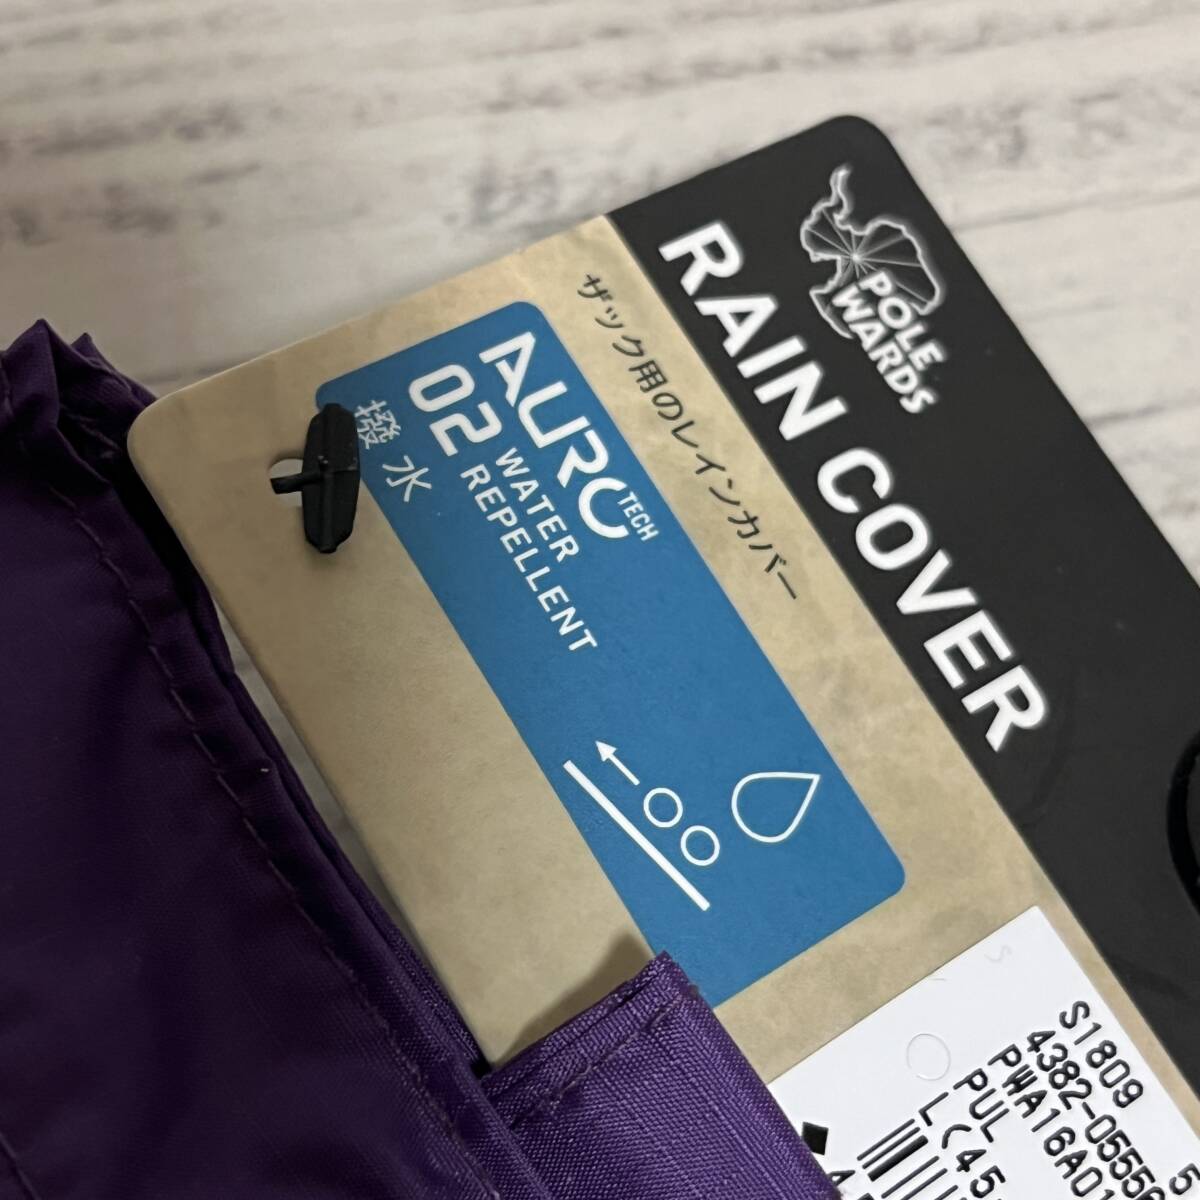 POLE
WARDS
RAIN COVER
ザック用のレインカバー
AURO TECH
02 WATER
REPELLENT
撥水
S1809
4382-0555
PWA16A0
PUL
L(45